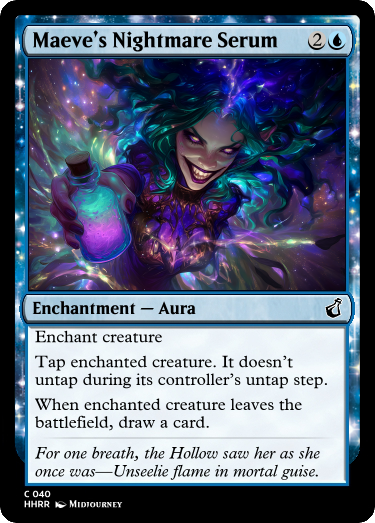 Maeve's Nightmare Serum 2
Enchantment — Aura
Enchant creature
Tap enchanted creature. It doesn't
untap during its controller's untap step.
When enchanted creature leaves the
battlefield, draw a card.
For one breath, the Hollow saw her as she
once was—Unseelie flame in mortal guise.
C 040
HHRR Midjourney